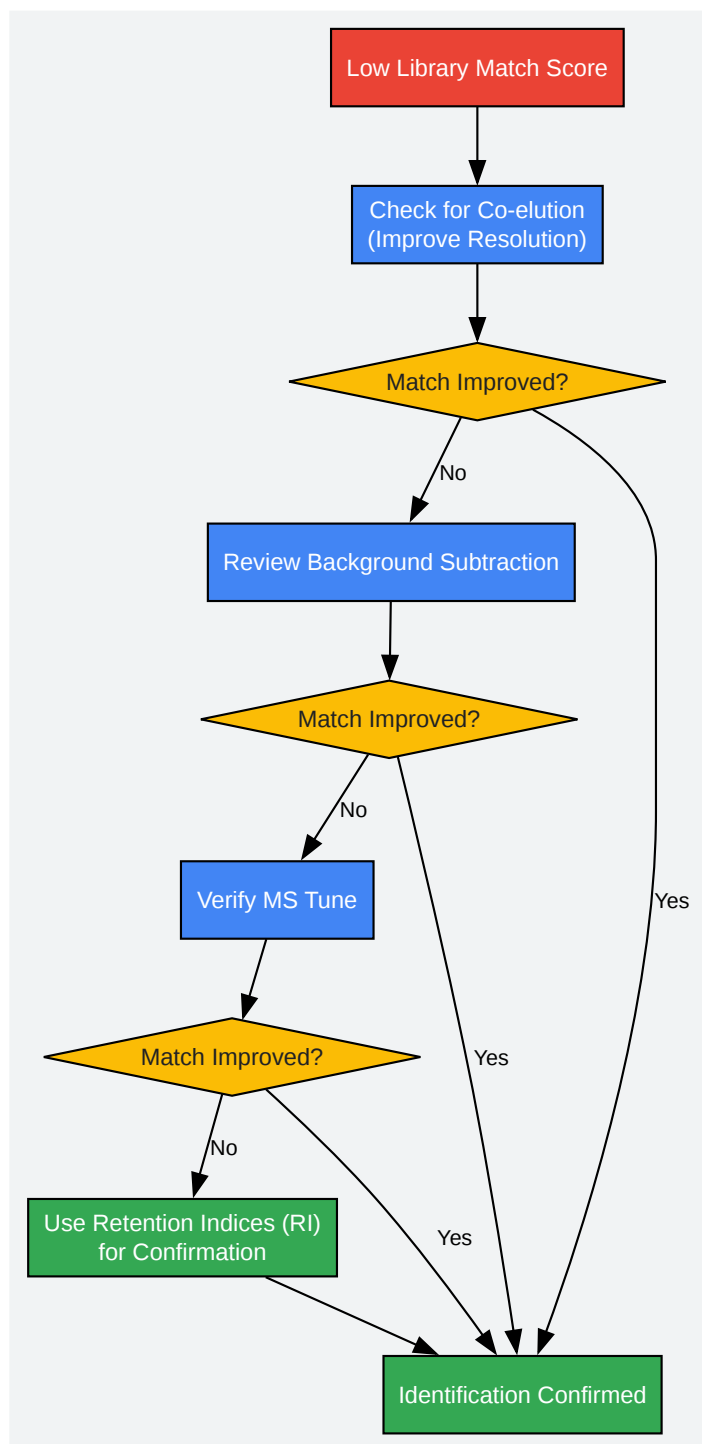 Low Library Match Score
Check for Co-elution
(Improve Resolution)
Match Improved?
No
Review Background Subtraction
Match Improved?
No
Verify MS Tune
Yes
Match Improved?
Yes
No
Use Retention Indices (RI)
for Confirmation
Yes
Identification Confirmed